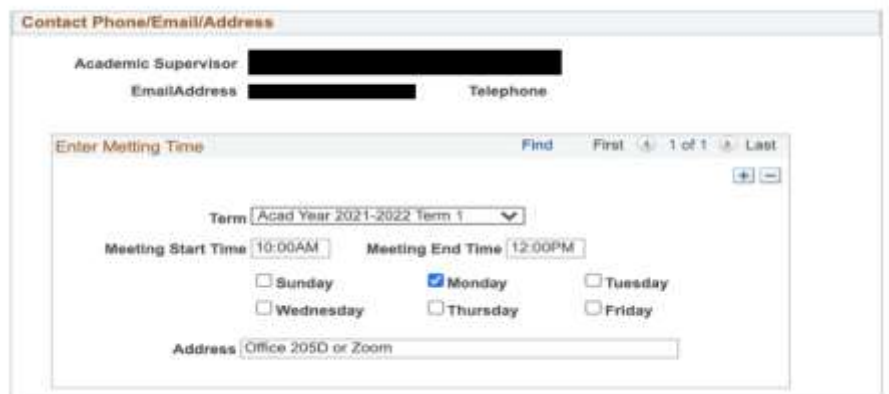 Contact Phone/Email/Address
Academic Supervisor
EmailAddress Telephone
Enter Metting Time Find First 1 of 1 Last
Term Acad Year 2021-2022 Term 1
Meeting Start Time 10:00AM Meeting End Time 12:00PM
Sunday Monday Tuesday
Wednesday Thursday Friday
Address Office 205D or Zoom